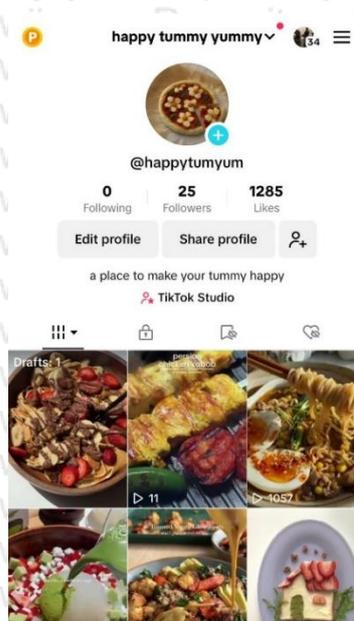 P
happy tummy yummy
34
@happytumyum
0 25 1285
Following Followers Likes
Edit profile Share profile
a place to make your tummy happy
TikTok Studio
Drafts: 1
persian
chicken kabob
11
1057